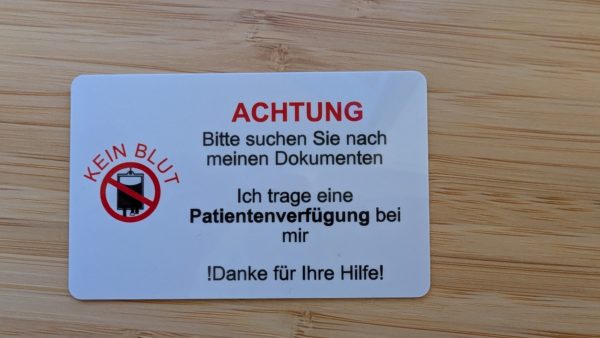 KEIN BLUT
ACHTUNG
Bitte suchen Sie nach
meinen Dokumenten
Ich trage eine
Patientenverfügung bei
mir
!Danke für Ihre Hilfe!